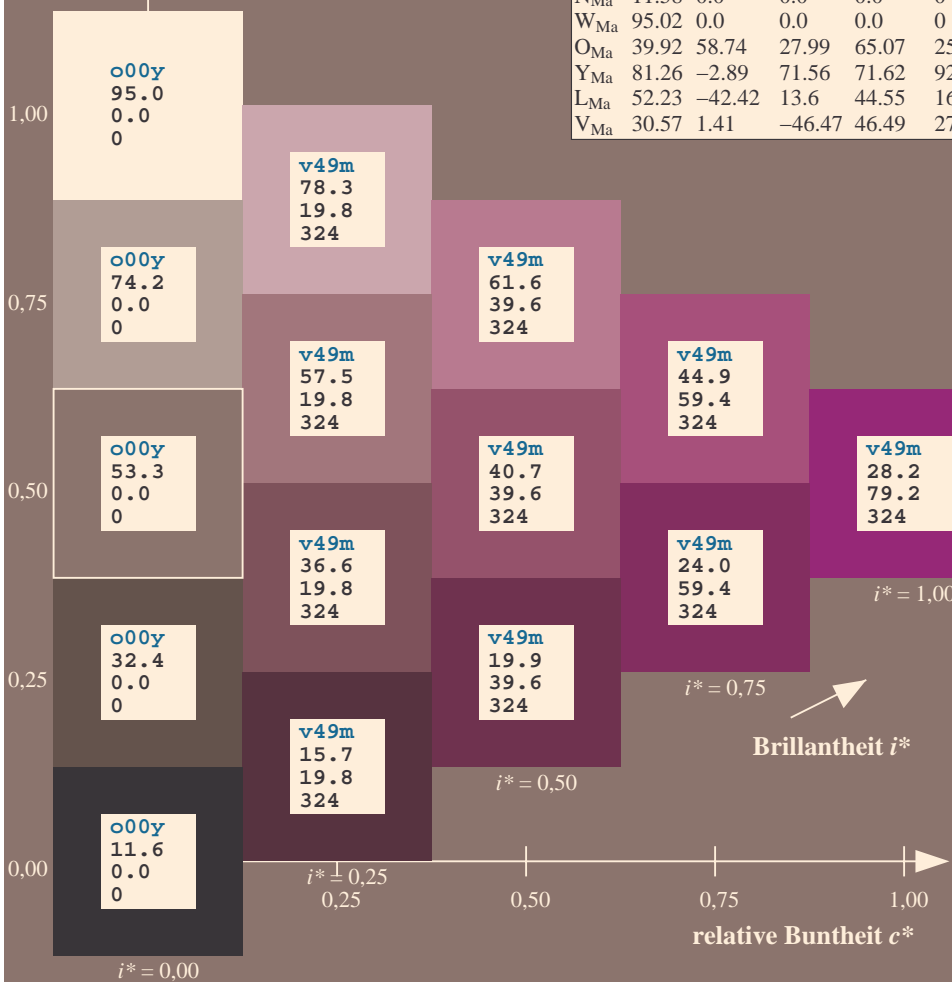 W_Ma 95.02 0.0 0.0 0.0 0
O_Ma 39.92 58.74 27.99 65.07
Y_Ma 81.26 −2.89 71.56 71.62
L_Ma 52.23 −42.42 13.6 44.55
V_Ma 30.57 1.41 −46.47 46.49
1,00
o00y
95.0
0.0
0
v49m
78.3
19.8
324
0,75
o00y
74.2
0.0
0
v49m
61.6
39.6
324
v49m
57.5
19.8
324
v49m
44.9
59.4
324
0,50
o00y
53.3
0.0
0
v49m
40.7
39.6
324
v49m
28.2
79.2
324
v49m
36.6
19.8
324
v49m
24.0
59.4
324
i* = 1,00
0,25
o00y
32.4
0.0
0
v49m
19.9
39.6
324
i* = 0,75
v49m
15.7
19.8
324
Brillantheit i*
i* = 0,50
0,00
o00y
11.6
0.0
0
i* = 0,25
0,25 0,50 0,75 1,00
relative Buntheit c*
i* = 0,00